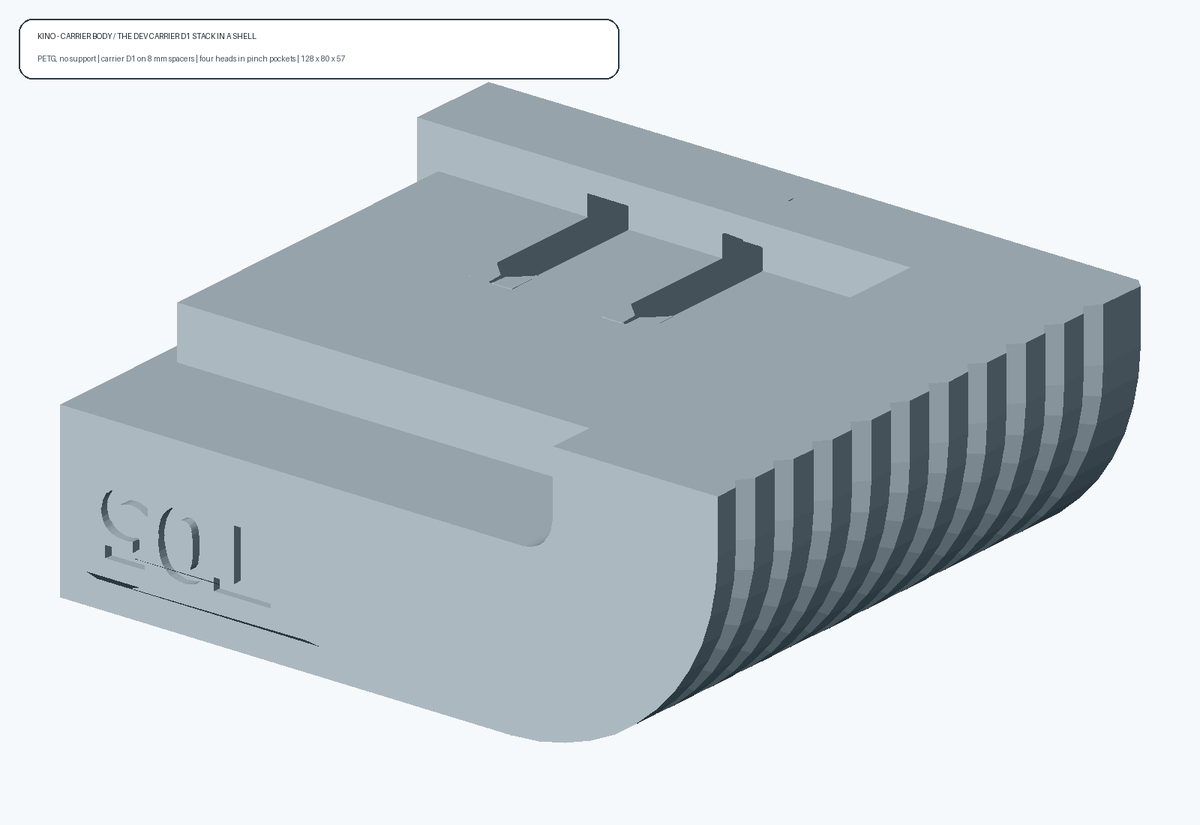 KINO - CARRIER BODY / THE DEV CARRIER D1 STACK IN A SHELL
PETG, no support | carrier D1 on 8 mm spacers | four heads in pinch pockets | 128 x 80 x 57